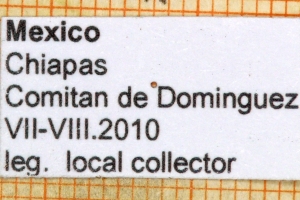 Mexico
Chiapas
Comitan de Dominguez
VII-VIII.2010
leg. local collector